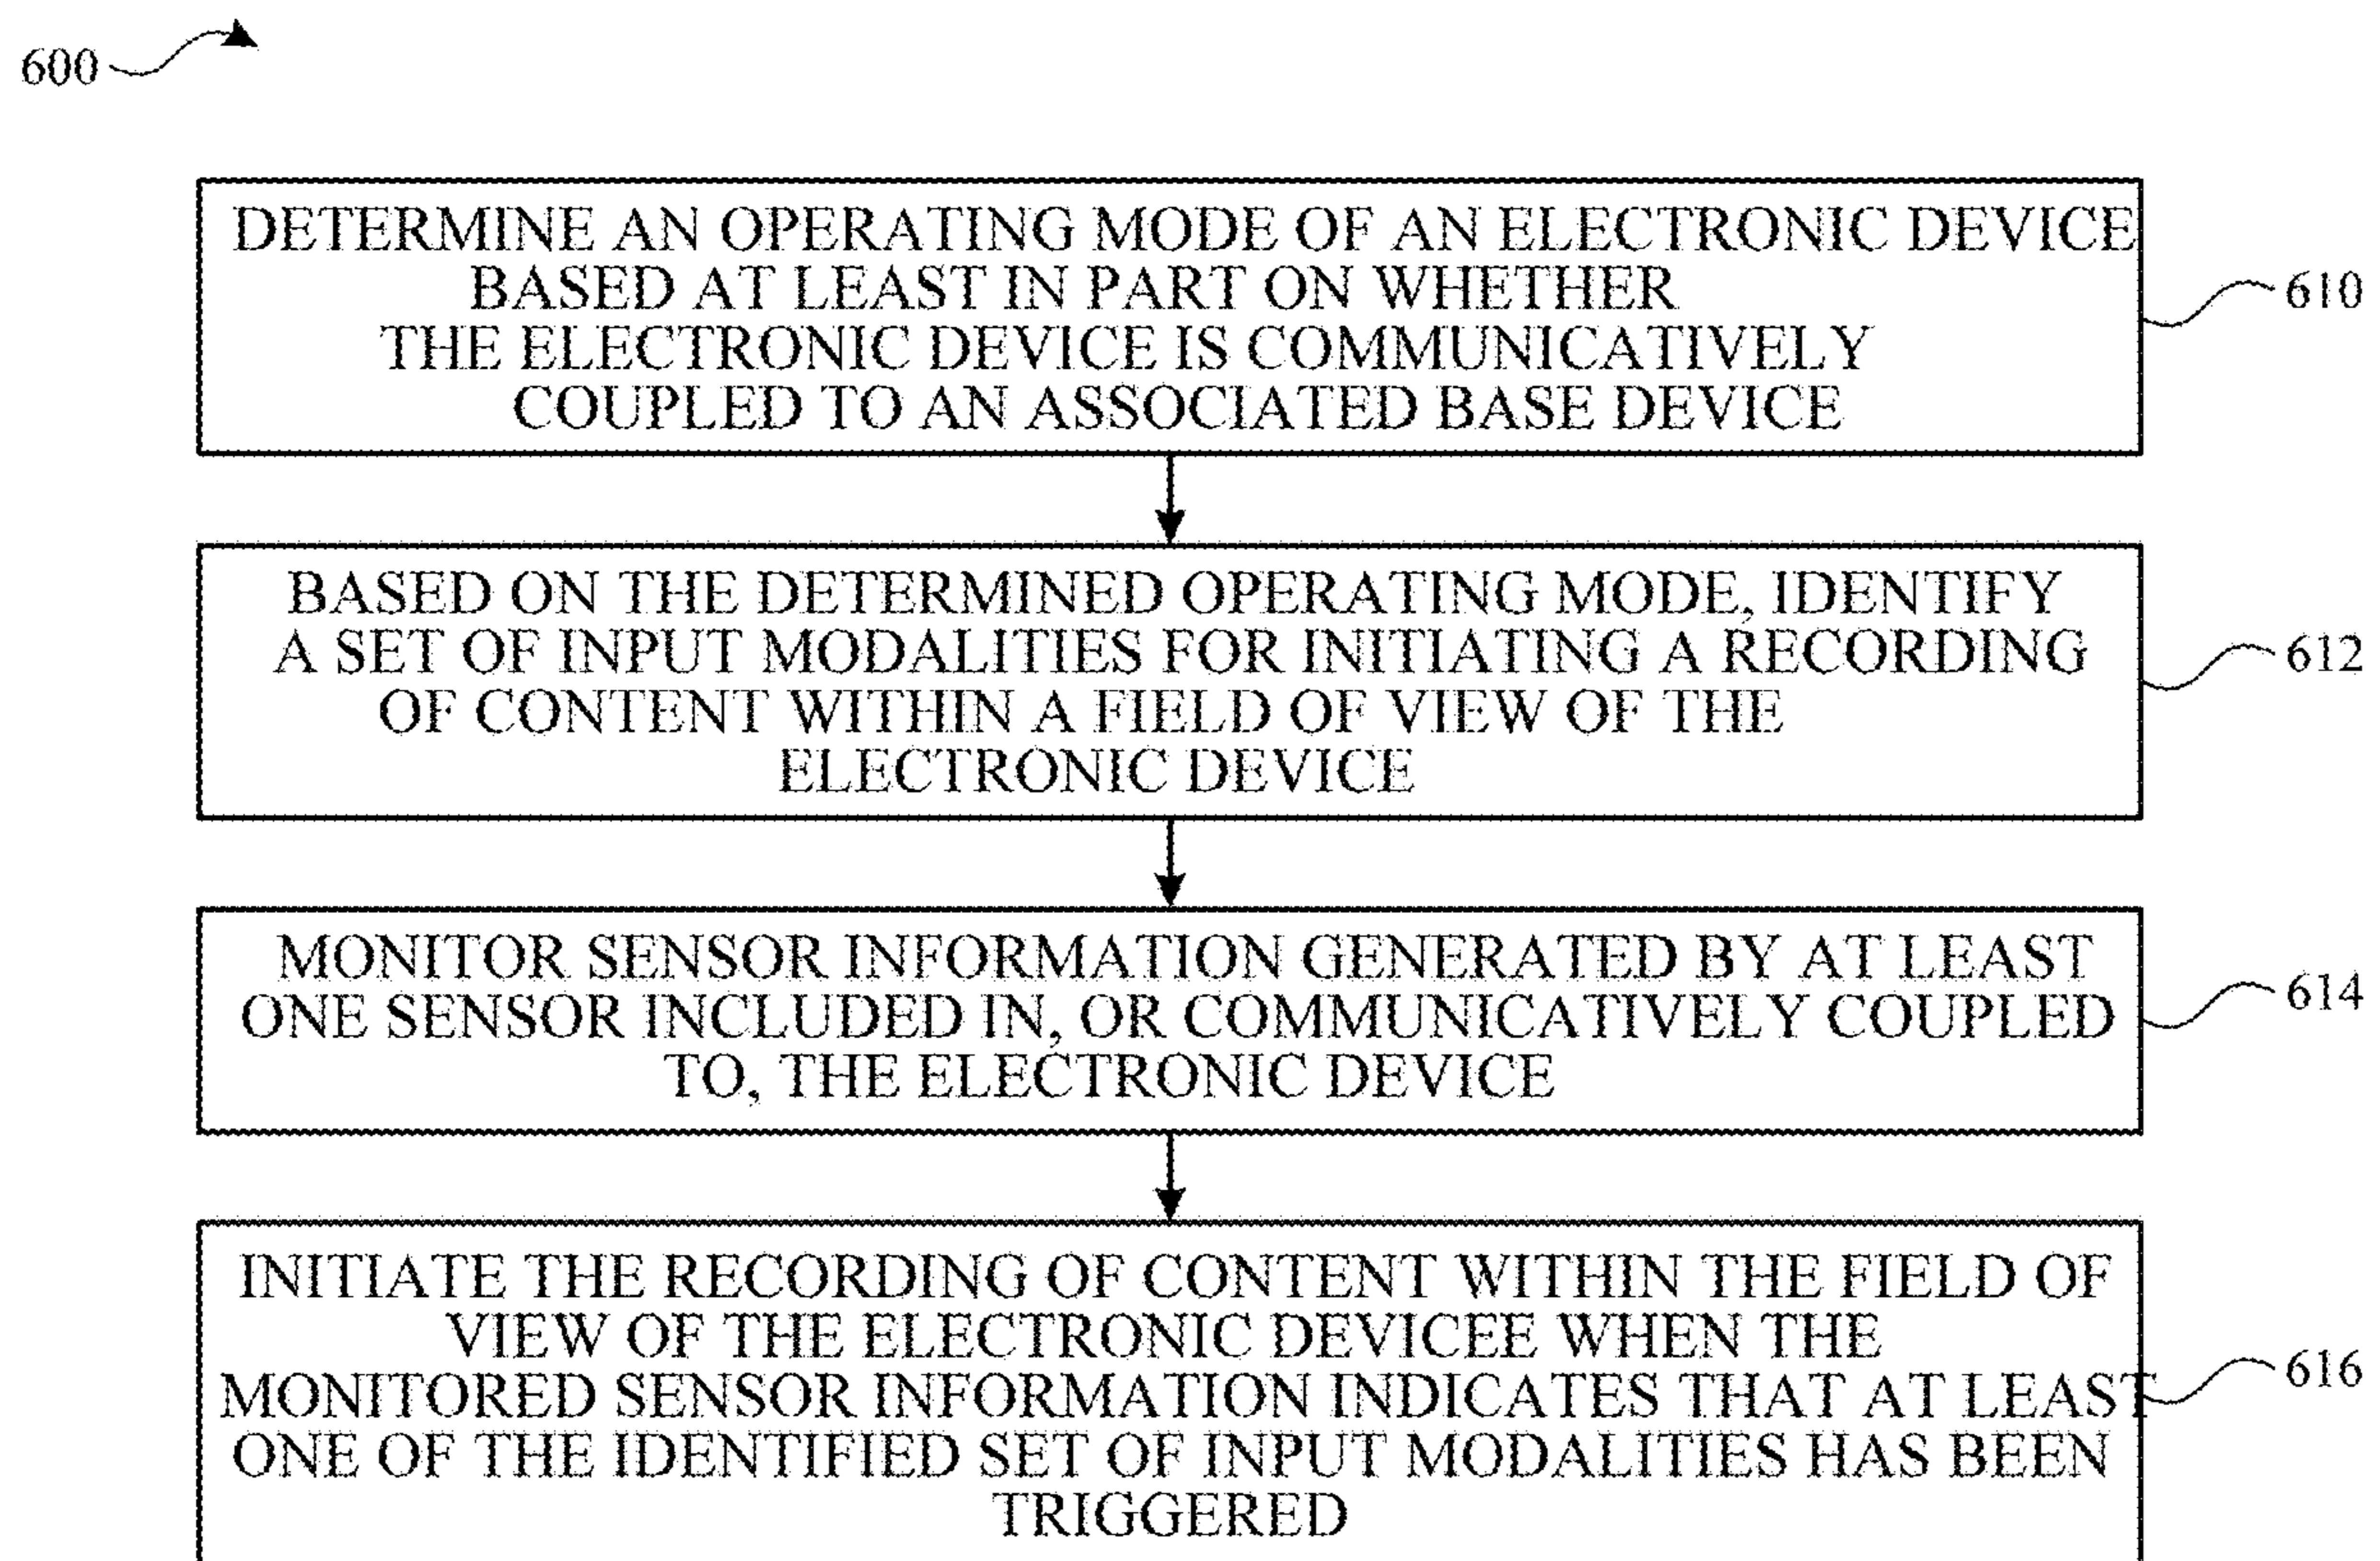 600
DETERMINE AN OPERATING MODE OF AN ELECTRONIC DEVICE
BASED AT LEAST IN PART ON WHETHER
THE ELECTRONIC DEVICE IS COMMUNICATIVELY
COUPLED TO AN ASSOCIATED BASE DEVICE
610
BASED ON THE DETERMINED OPERATING MODE, IDENTIFY
A SET OF INPUT MODALITIES FOR INITIATING A RECORDING
OF CONTENT WITHIN A FIELD OF VIEW OF THE
ELECTRONIC DEVICE
612
MONITOR SENSOR INFORMATION GENERATED BY AT LEAST
ONE SENSOR INCLUDED IN, OR COMMUNICATIVELY COUPLED
TO, THE ELECTRONIC DEVICE
614
INITIATE THE RECORDING OF CONTENT WITHIN THE FIELD OF
VIEW OF THE ELECTRONIC DEVICEE WHEN THE
MONITORED SENSOR INFORMATION INDICATES THAT AT LEAST
ONE OF THE IDENTIFIED SET OF INPUT MODALITIES HAS BEEN
TRIGGERED
616